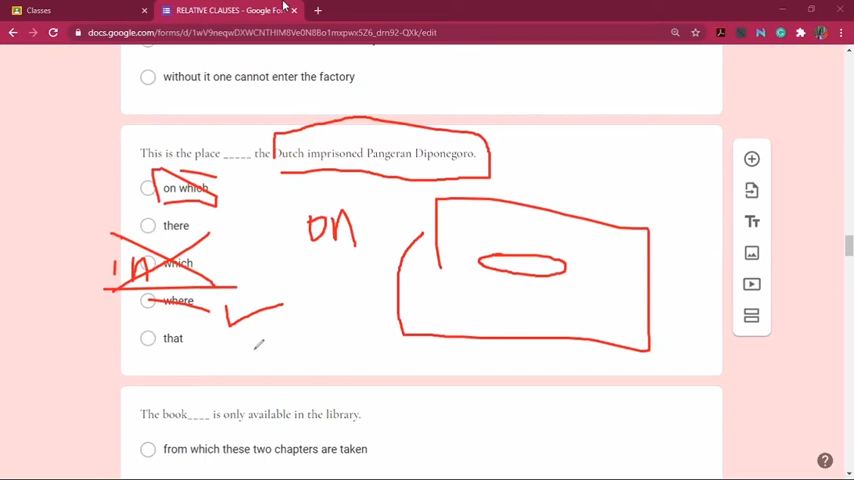 Classes
RELATIVE CLAUSES - Google Fo
docs.google.com/forms/d/1wV9neqwDXWCNTHIM8Ve0N8Bo1mxpwx5Z6_drn92-QXk/edit
without it one cannot enter the factory
This is the place _____ the Dutch imprisoned Pangeran Diponegoro.
on which
there
on
in which
where
that
The book____ is only available in the library.
from which these two chapters are taken